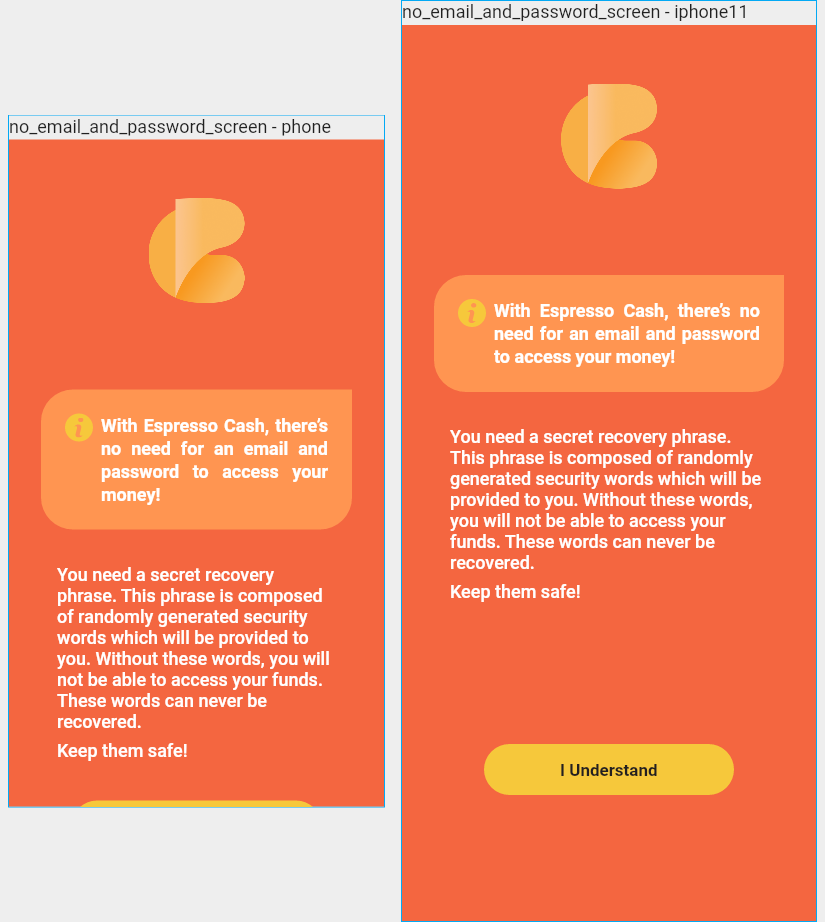 no_email_and_password_screen - phone
With Espresso Cash, there's
no need for an email and
password to access your
money!
You need a secret recovery
phrase. This phrase is composed
of randomly generated security
words which will be provided to
you. Without these words, you will
not be able to access your funds.
These words can never be
recovered.
Keep them safe!
no_email_and_password_screen - iphone11
With Espresso Cash, there's no
need for an email and password
to access your money!
You need a secret recovery phrase.
This phrase is composed of randomly
generated security words which will be
provided to you. Without these words,
you will not be able to access your
funds. These words can never be
recovered.
Keep them safe!
I Understand